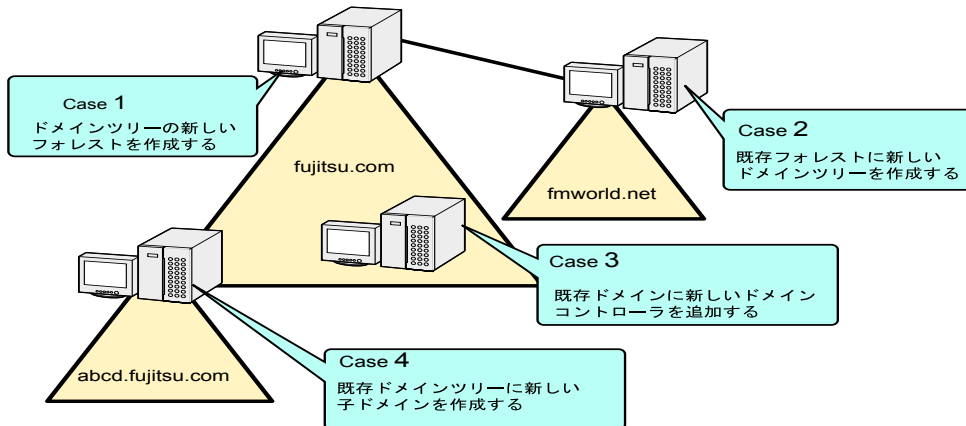 Case 1
ドメインツリーの新しい
フォレストを作成する
fujitsu.com
Case 2
既存フォレストに新しい
ドメインツリーを作成する
fmworld.net
Case 3
既存ドメインに新しいドメイン
コントローラを追加する
abcd.fujitsu.com
Case 4
既存ドメインツリーに新しい
子ドメインを作成する